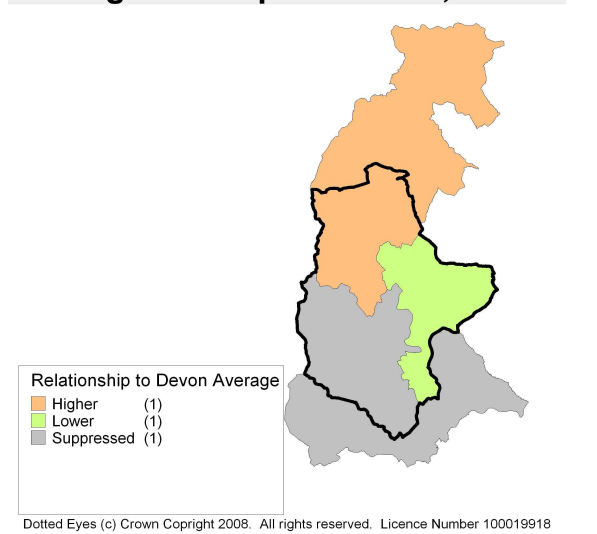 Relationship to Devon Average
Higher (1)
Lower (1)
Suppressed (1)
Dotted Eyes (c) Crown Copright 2008. All rights reserved. Licence Number 100019918